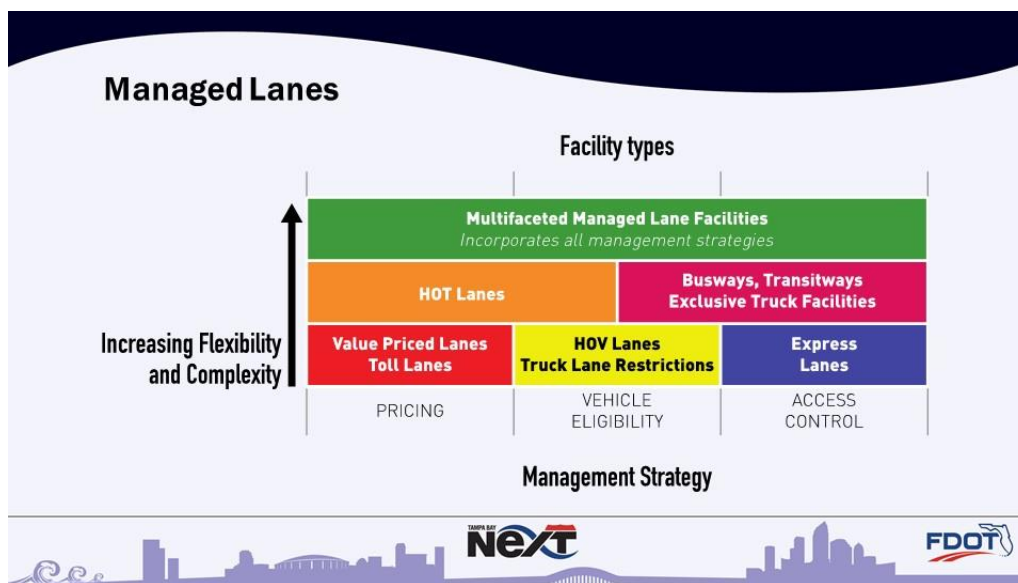 Managed Lanes
Facility types
Multifaceted Managed Lane Facilities
Incorporates all management strategies
HOT Lanes
Busways, Transitways
Exclusive Truck Facilities
Increasing Flexibility
and Complexity
Value Priced Lanes
Toll Lanes
HOV Lanes
Truck Lane Restrictions
Express
Lanes
PRICING
VEHICLE
ELIGIBILITY
ACCESS
CONTROL
Management Strategy
TAMPA BAY
NEXT
FDOT